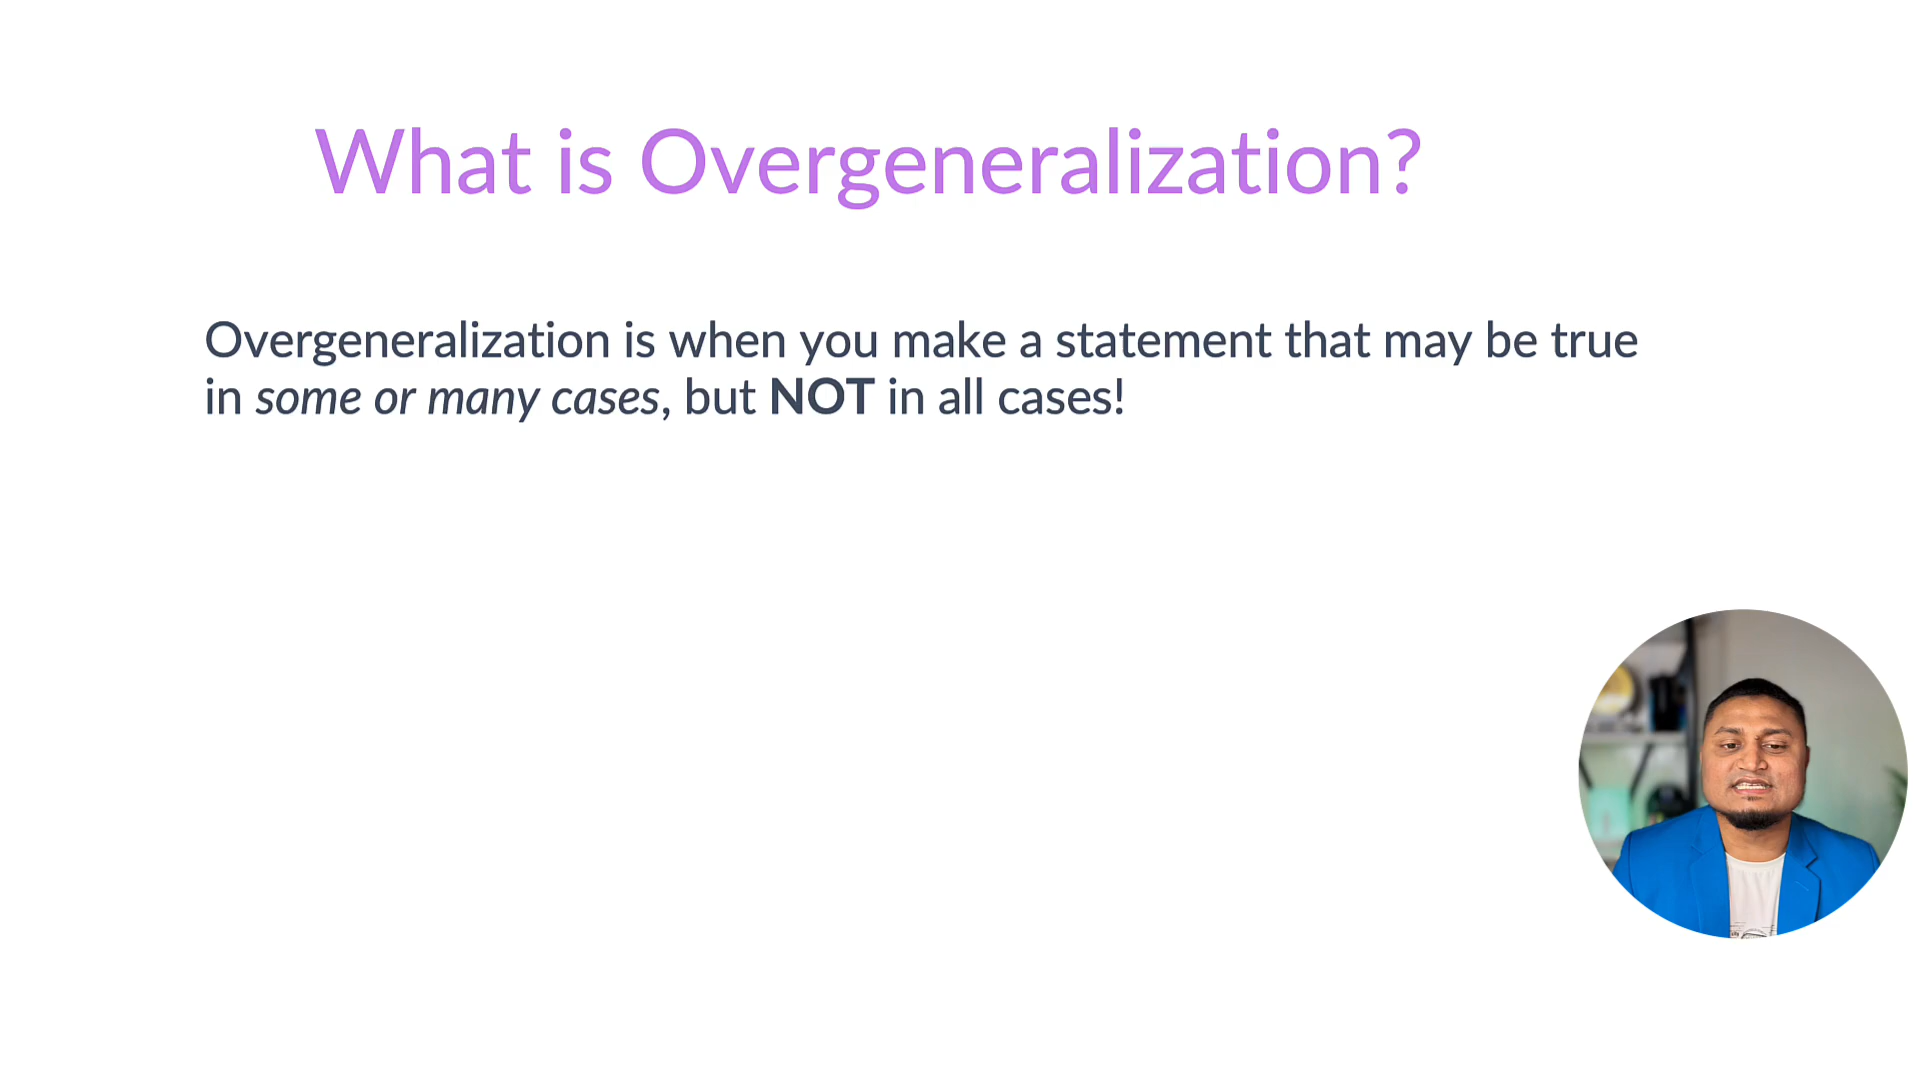 What is Overgeneralization?
Overgeneralization is when you make a statement that may be true
in some or many cases, but NOT in all cases!